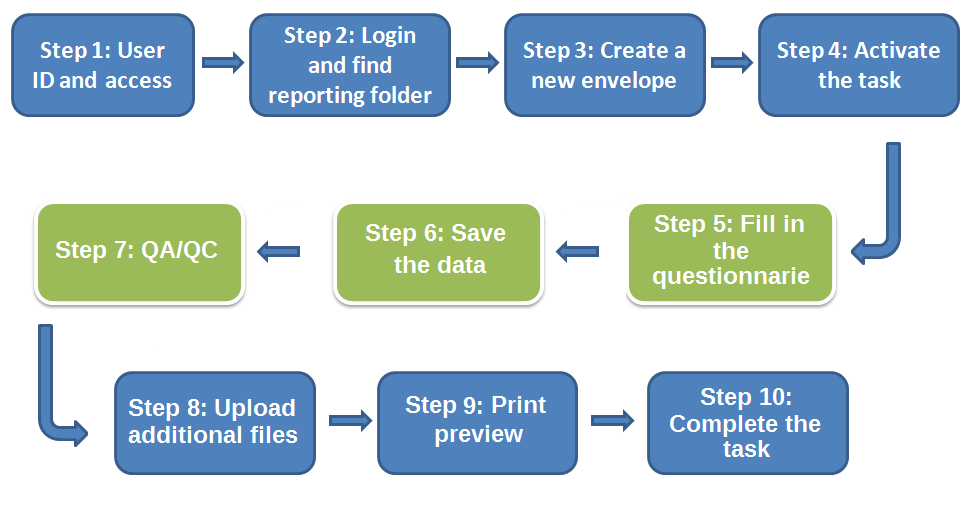 Step 1: User
ID and access
Step 2: Login
and find
reporting folder
Step 3: Create a
new envelope
Step 4: Activate
the task
Step 5: Fill in
the
questionnarie
Step 6: Save
the data
Step 7: QA/QC
Step 8: Upload
additional files
Step 9: Print
preview
Step 10:
Complete the
task